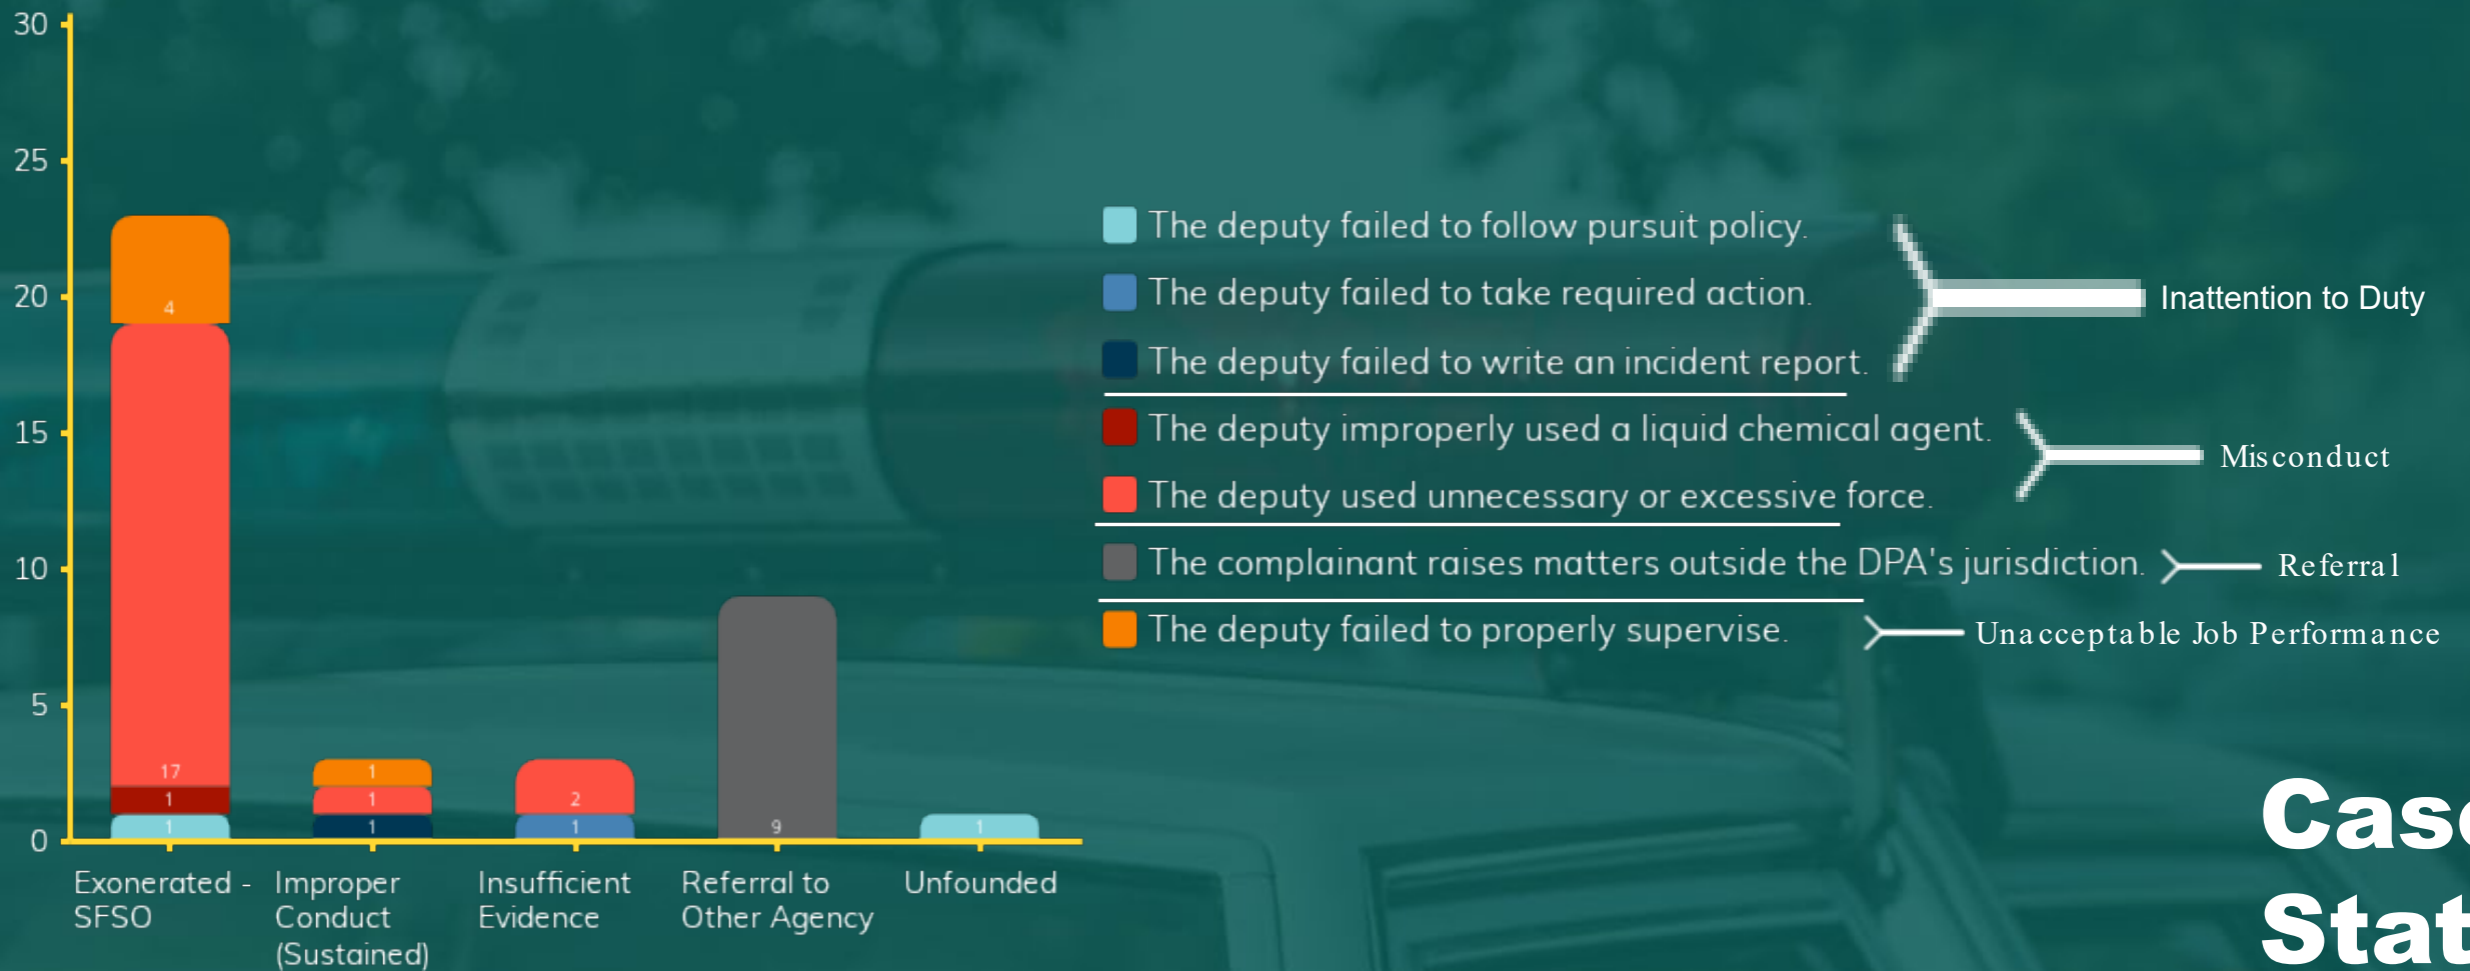 30
25
20
15
10
5
0
4
17
1
1
1
1
1
2
1
9
1
Exonerated -
SFSO
Improper
Conduct
(Sustained)
Insufficient
Evidence
Referral to
Other Agency
Unfounded
The deputy failed to follow pursuit policy.
The deputy failed to take required action.
The deputy failed to write an incident report.
Inattention to Duty
The deputy improperly used a liquid chemical agent.
The deputy used unnecessary or excessive force.
Misconduct
The complainant raises matters outside the DPA's jurisdiction.
Referral
The deputy failed to properly supervise.
Unacceptable Job Performance